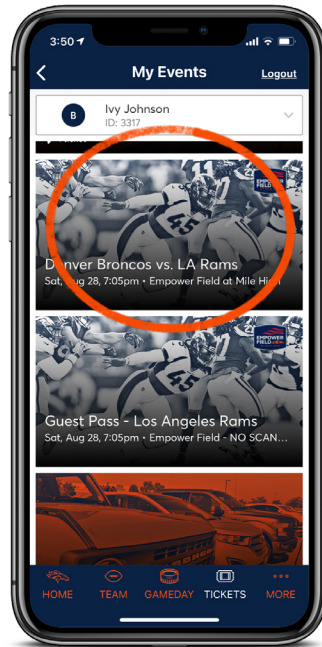 3:50
My Events
Logout
B
Ivy Johnson
ID: 3317
45
Denver Broncos vs. LA Rams
Sat, Aug 28, 7:05pm • Empower Field at Mile High
EMPOWER
FIELD
45
Guest Pass - Los Angeles Rams
Sat, Aug 28, 7:05pm • Empower Field - NO SCAN...
HOME
TEAM
GAMEDAY
TICKETS
MORE